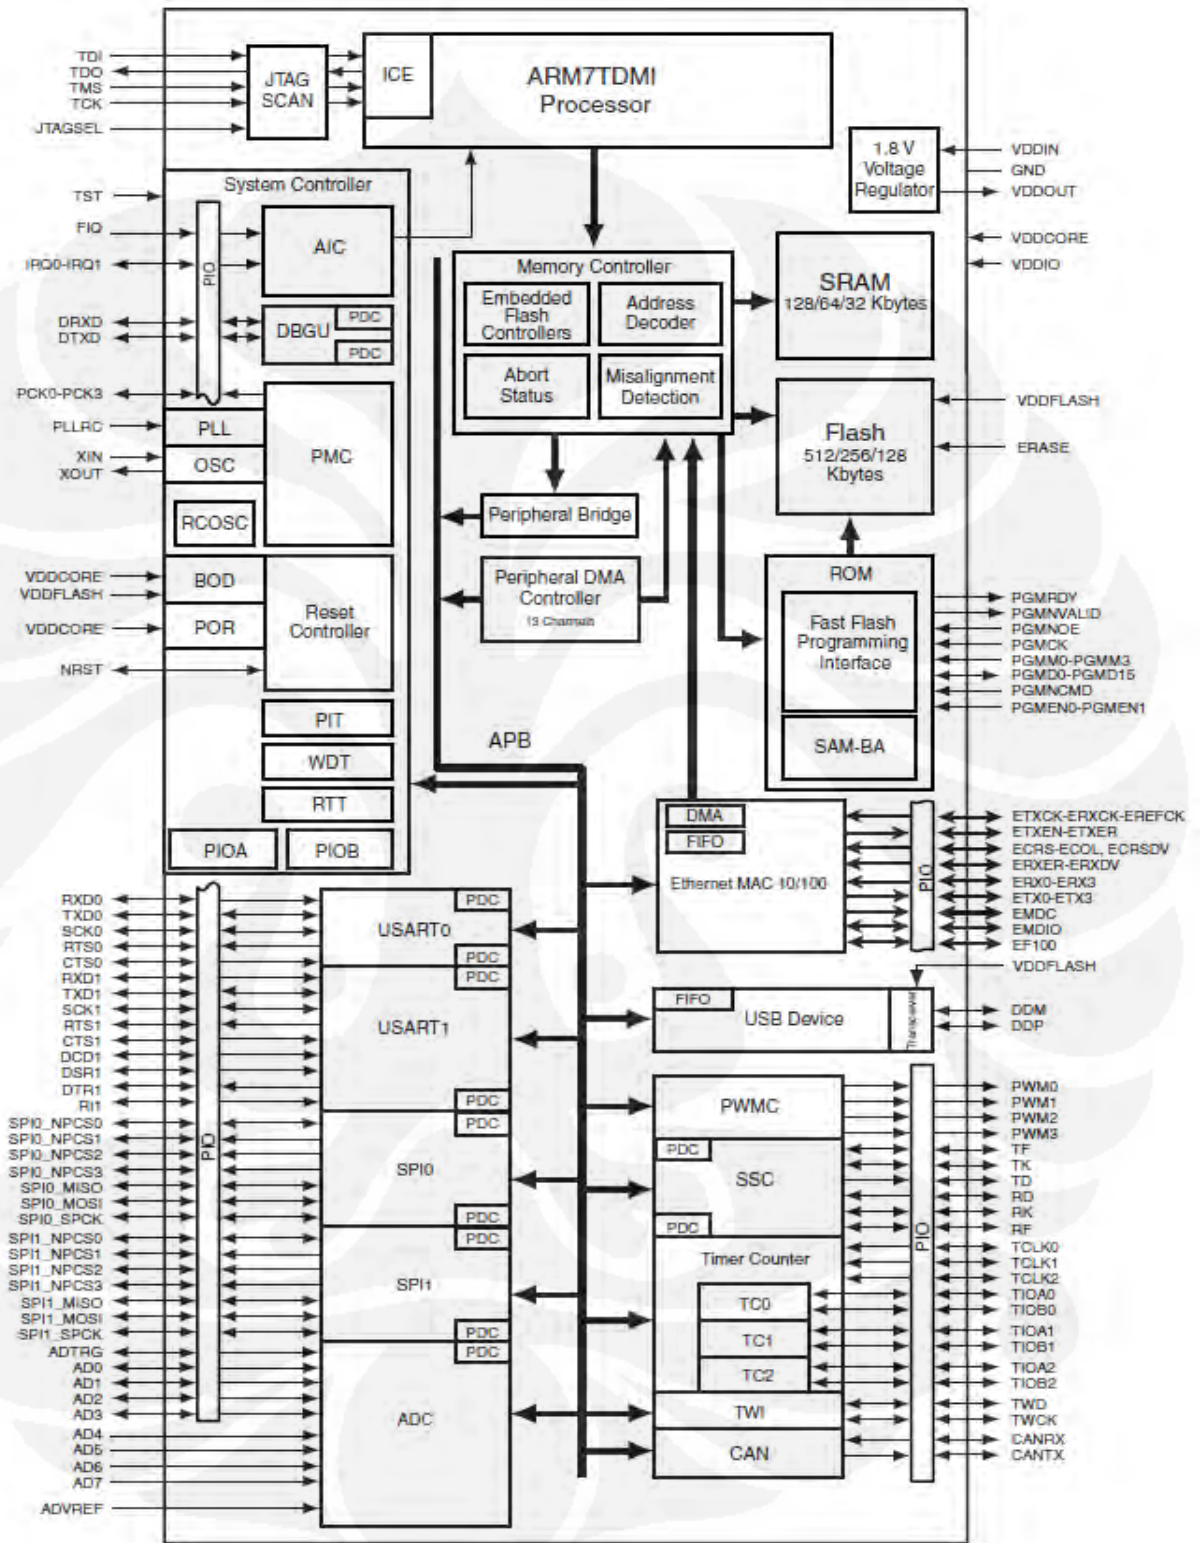 TDI
TDO
TMS
TCK
JTAGSEL
JTAG
SCAN
ICE
ARM7TDMI
Processor
1.8 V
Voltage
Regulator
VDDIN
GND
VDDOUT
VDDCORE
VDDIO
TST
FIQ
IRQ0-IRQ1
DRXD
DTXD
PCK0-PCK3
PLLRC
XIN
XOUT
VDDCORE
VDDFLASH
VDDCORE
NRST
System Controller
PIO
AIC
DBGU
PDC
PDC
PLL
OSC
RCOSC
PMC
BOD
POR
Reset
Controller
PIT
WDT
RTT
PIOA
PIOB
Memory Controller
Embedded
Flash
Controllers
Address
Decoder
Abort
Status
Misalignment
Detection
Peripheral Bridge
Peripheral DMA
Controller
13 Channels
APB
SRAM
128/64/32 Kbytes
Flash
512/256/128
Kbytes
VDDFLASH
ERASE
ROM
Fast Flash
Programming
Interface
SAM-BA
PGMRDY
PGMNVALID
PGMNOE
PGMCK
PGMM0-PGMM3
PGMD0-PGMD15
PGMNCMD
PGMEN0-PGMEN1
DMA
FIFO
Ethernet MAC 10/100
PIO
ETXCK-ERXCK-EREFCK
ETXEN-ETXER
ECRS-ECOL, ECRSDV
ERXER-ERXDV
ERX0-ERX3
ETX0-ETX3
EMDC
EMDIO
EF100
VDDFLASH
FIFO
USB Device
Transceiver
DDM
DDP
RXD0
TXD0
SCK0
RTS0
CTS0
RXD1
TXD1
SCK1
RTS1
CTS1
DCD1
DSR1
DTR1
RI1
SPI0_NPCS0
SPI0_NPCS1
SPI0_NPCS2
SPI0_NPCS3
SPI0_MISO
SPI0_MOSI
SPI0_SPCK
SPI1_NPCS0
SPI1_NPCS1
SPI1_NPCS2
SPI1_NPCS3
SPI1_MISO
SPI1_MOSI
SPI1_SPCK
ADTRG
AD0
AD1
AD2
AD3
AD4
AD5
AD6
AD7
ADVREF
PIO
PDC
USART0
PDC
PDC
USART1
PDC
PDC
SPI0
PDC
PDC
SPI1
PDC
PDC
ADC
PWMC
PDC
SSC
PDC
Timer Counter
TC0
TC1
TC2
TWI
CAN
PIO
PWM0
PWM1
PWM2
PWM3
TF
TK
TD
RD
RK
RF
TCLK0
TCLK1
TCLK2
TIOA0
TIOB0
TIOA1
TIOB1
TIOA2
TIOB2
TWD
TWCK
CANRX
CANTX